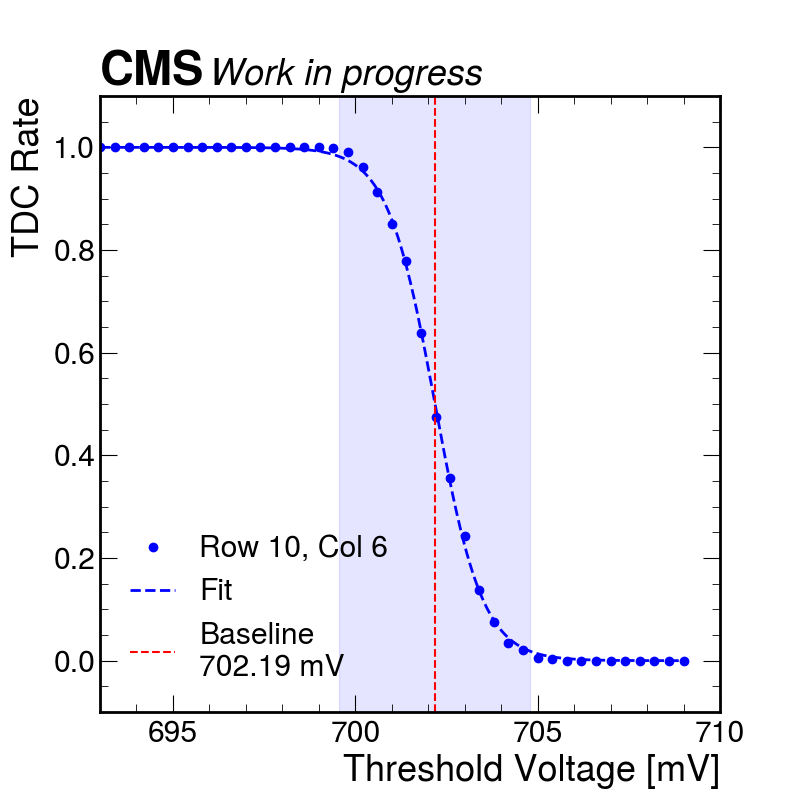 CMS Work in progress
TDC Rate
1.0
0.8
0.6
0.4
0.2
0.0
Row 10, Col 6
Fit
Baseline
702.19 mV
695 700 705 710
Threshold Voltage [mV]